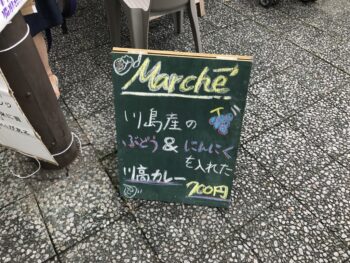 Marché
川島産の
ぶどう&にんにく
を入れた
川高カレー
200円